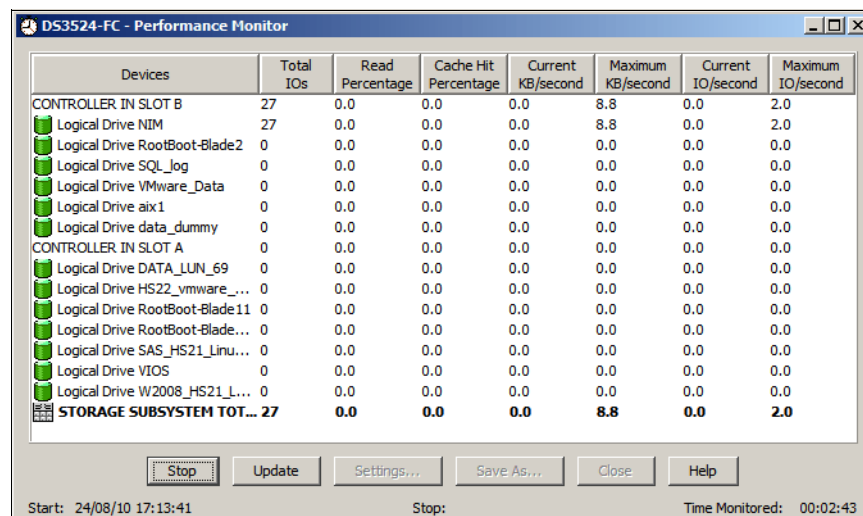 DS3524-FC - Performance Monitor
Devices Total IOs Read Percentage Cache Hit Percentage Current KB/second Maximum KB/second Current IO/second Maximum IO/second
CONTROLLER IN SLOT B 27 0.0 0.0 0.0 8.8 0.0 2.0
Logical Drive NIM 27 0.0 0.0 0.0 8.8 0.0 2.0
Logical Drive RootBoot-Blade2 0 0.0 0.0 0.0 0.0 0.0 0.0
Logical Drive SQL_log 0 0.0 0.0 0.0 0.0 0.0 0.0
Logical Drive VMware_Data 0 0.0 0.0 0.0 0.0 0.0 0.0
Logical Drive aix1 0 0.0 0.0 0.0 0.0 0.0 0.0
Logical Drive data_dummy 0 0.0 0.0 0.0 0.0 0.0 0.0
CONTROLLER IN SLOT A 0 0.0 0.0 0.0 0.0 0.0 0.0
Logical Drive DATA_LUN_69 0 0.0 0.0 0.0 0.0 0.0 0.0
Logical Drive HS22_vmware_... 0 0.0 0.0 0.0 0.0 0.0 0.0
Logical Drive RootBoot-Blade11 0 0.0 0.0 0.0 0.0 0.0 0.0
Logical Drive RootBoot-Blade... 0 0.0 0.0 0.0 0.0 0.0 0.0
Logical Drive SAS_HS21_Linu... 0 0.0 0.0 0.0 0.0 0.0 0.0
Logical Drive VIOS 0 0.0 0.0 0.0 0.0 0.0 0.0
Logical Drive W2008_HS21_L... 0 0.0 0.0 0.0 0.0 0.0 0.0
STORAGE SUBSYSTEM TOT... 27 0.0 0.0 0.0 8.8 0.0 2.0
Stop Update Settings... Save As... Close Help
Start: 24/08/10 17:13:41 Stop: Time Monitored: 00:02:43